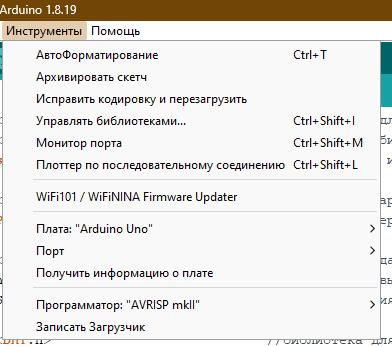 Arduino 1.8.19
Инструменты Помощь
АвтоФорматирование Ctrl+T
Архивировать скетч
Исправить кодировку и перезагрузить
Управлять библиотеками... Ctrl+Shift+I
Монитор порта Ctrl+Shift+M
Плоттер по последовательному соединению Ctrl+Shift+L
WiFi101 / WiFiNINA Firmware Updater
Плата: "Arduino Uno"
Порт
Получить информацию о плате
Программатор: "AVRISP mkII"
Записать Загрузчик
//библиотека для